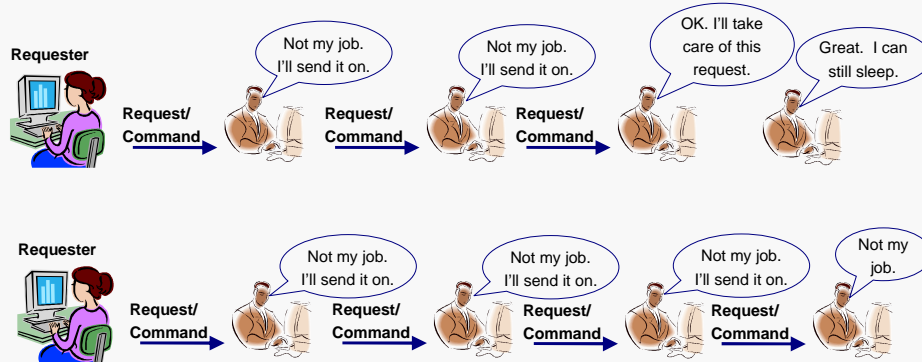 Requester
Not my job.
I'll send it on.
Not my job.
I'll send it on.
OK. I'll take
care of this
request.
Great. I can
still sleep.
Request/
Command
Request/
Command
Request/
Command
Requester
Not my job.
I'll send it on.
Not my job.
I'll send it on.
Not my job.
I'll send it on.
Not my
job.
Request/
Command
Request/
Command
Request/
Command
Request/
Command